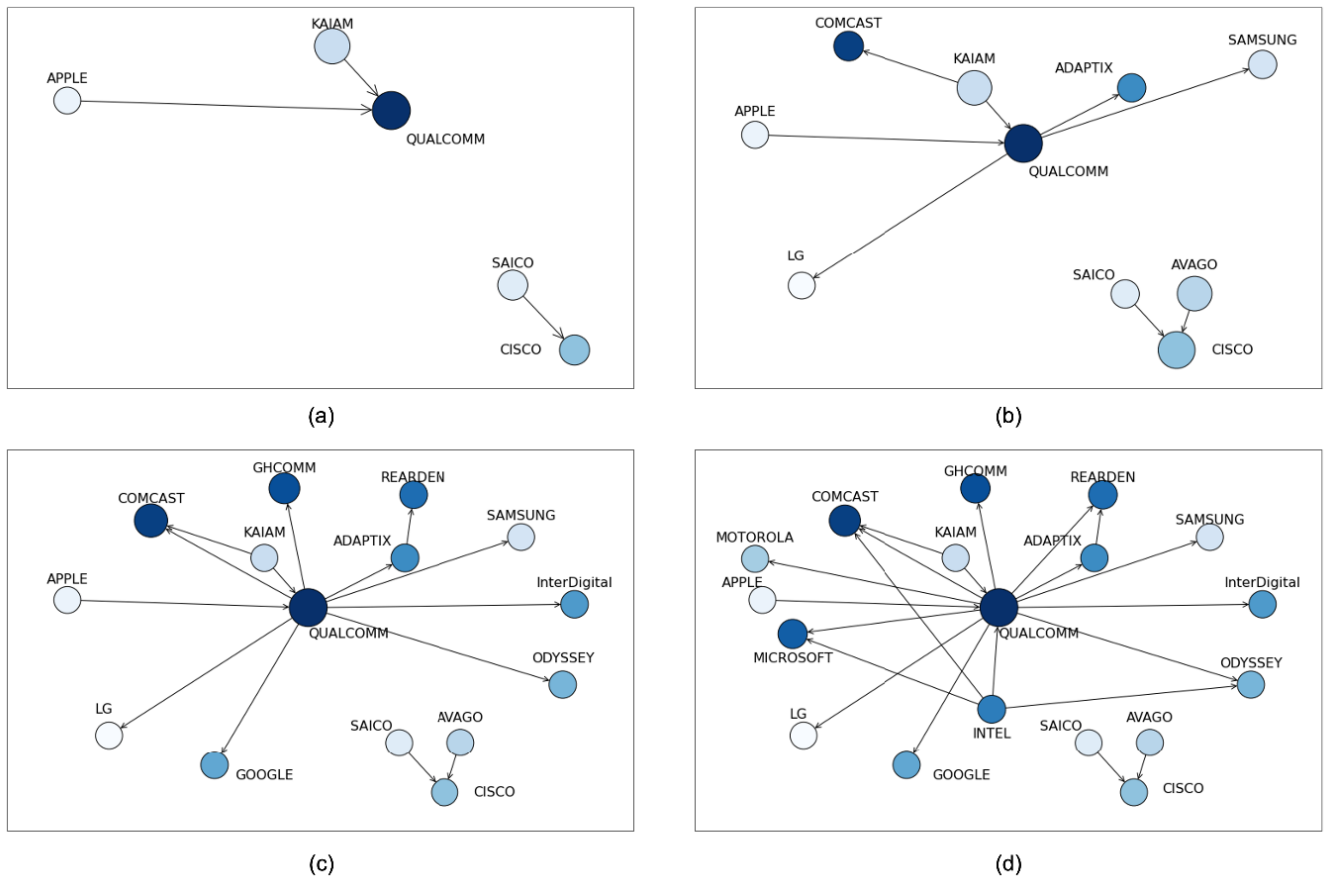 KAIAM
APPLE
QUALCOMM
SAICO
CISCO
(a)
COMCAST
SAMSUNG
KAIAM
ADAPTIX
APPLE
QUALCOMM
LG
AVAGO
SAICO
CISCO
(b)
GHCOMM
REARDEN
COMCAST
SAMSUNG
KAIAM
ADAPTIX
APPLE
InterDigital
QUALCOMM
ODYSSEY
LG
AVAGO
SAICO
GOOGLE
CISCO
(c)
GHCOMM
REARDEN
COMCAST
SAMSUNG
MOTOROLA
KAIAM
ADAPTIX
APPLE
InterDigital
QUALCOMM
MICROSOFT
ODYSSEY
LG
AVAGO
SAICO
INTEL
GOOGLE
CISCO
(d)